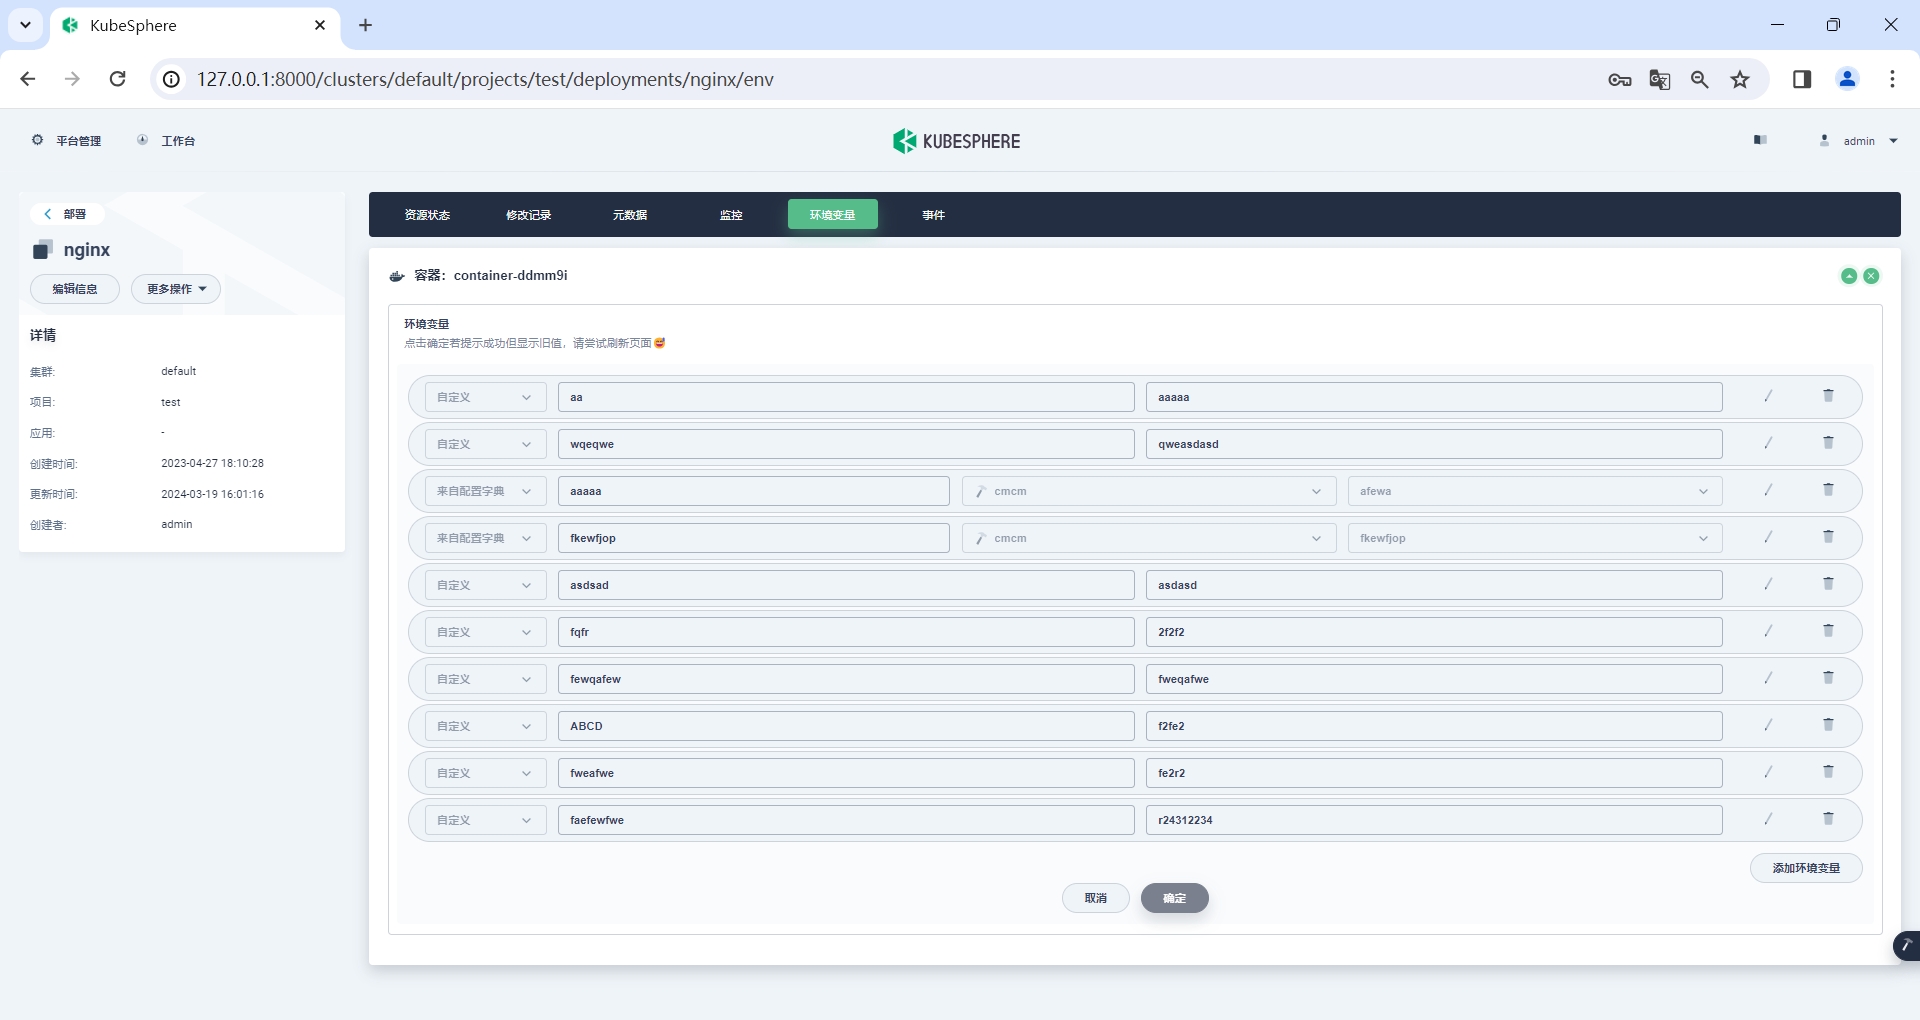 KubeSphere
127.0.0.1:8000/clusters/default/projects/test/deployments/nginx/env
平台管理 工作台 KUBESPHERE admin
部署
nginx
编辑信息 更多操作
详情
集群: default
项目: test
应用: -
创建时间: 2023-04-27 18:10:28
更新时间: 2024-03-19 16:01:16
创建者: admin
资源状态 修改记录 元数据 监控 环境变量 事件
容器: container-ddmm9i
环境变量
点击确定若提示成功但显示旧值, 请尝试刷新页面😅
自定义 aa aaaaa
自定义 wqeqwe qweasdasd
来自配置字典 aaaaa cmcm afewa
来自配置字典 fkewfjop cmcm fkewfjop
自定义 asdsad asdasd
自定义 fqfr 2f2f2
自定义 fewqafew fweqafwe
自定义 ABCD f2fe2
自定义 fweafwe fe2r2
自定义 faefewfwe r24312234
添加环境变量
取消 确定